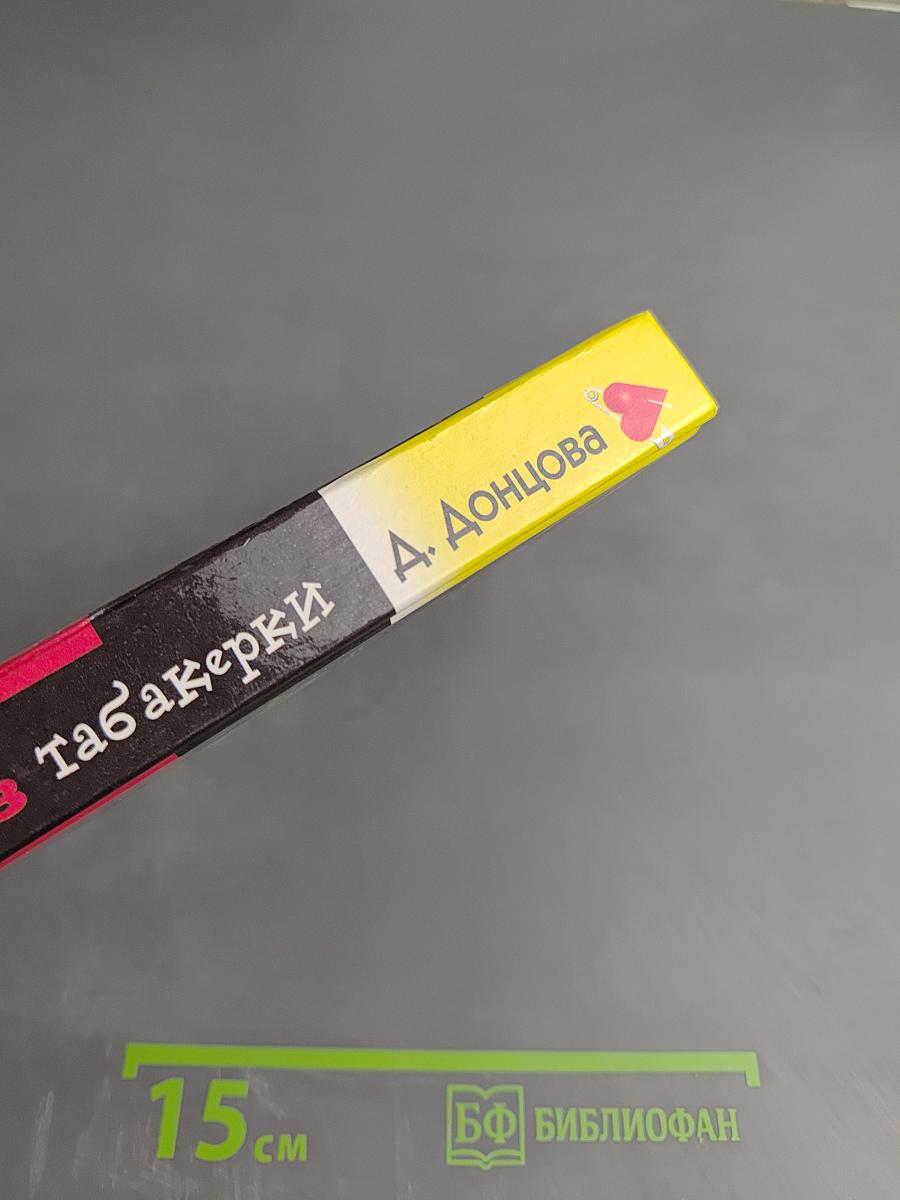 з табакерки
Д. Донцова
15 см
БФ БИБЛИОФАН